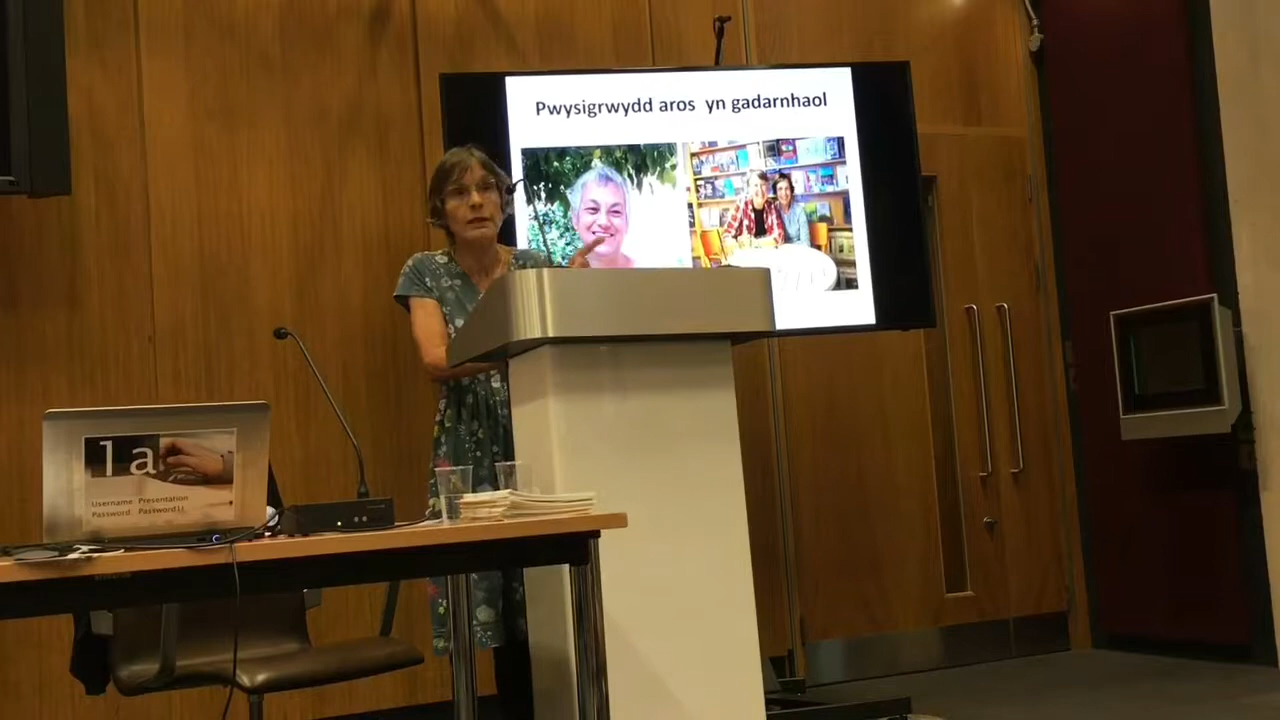 Pwysigrwydd aros yn gadarnhaol
1a
Username: Presentation
Password: Password11